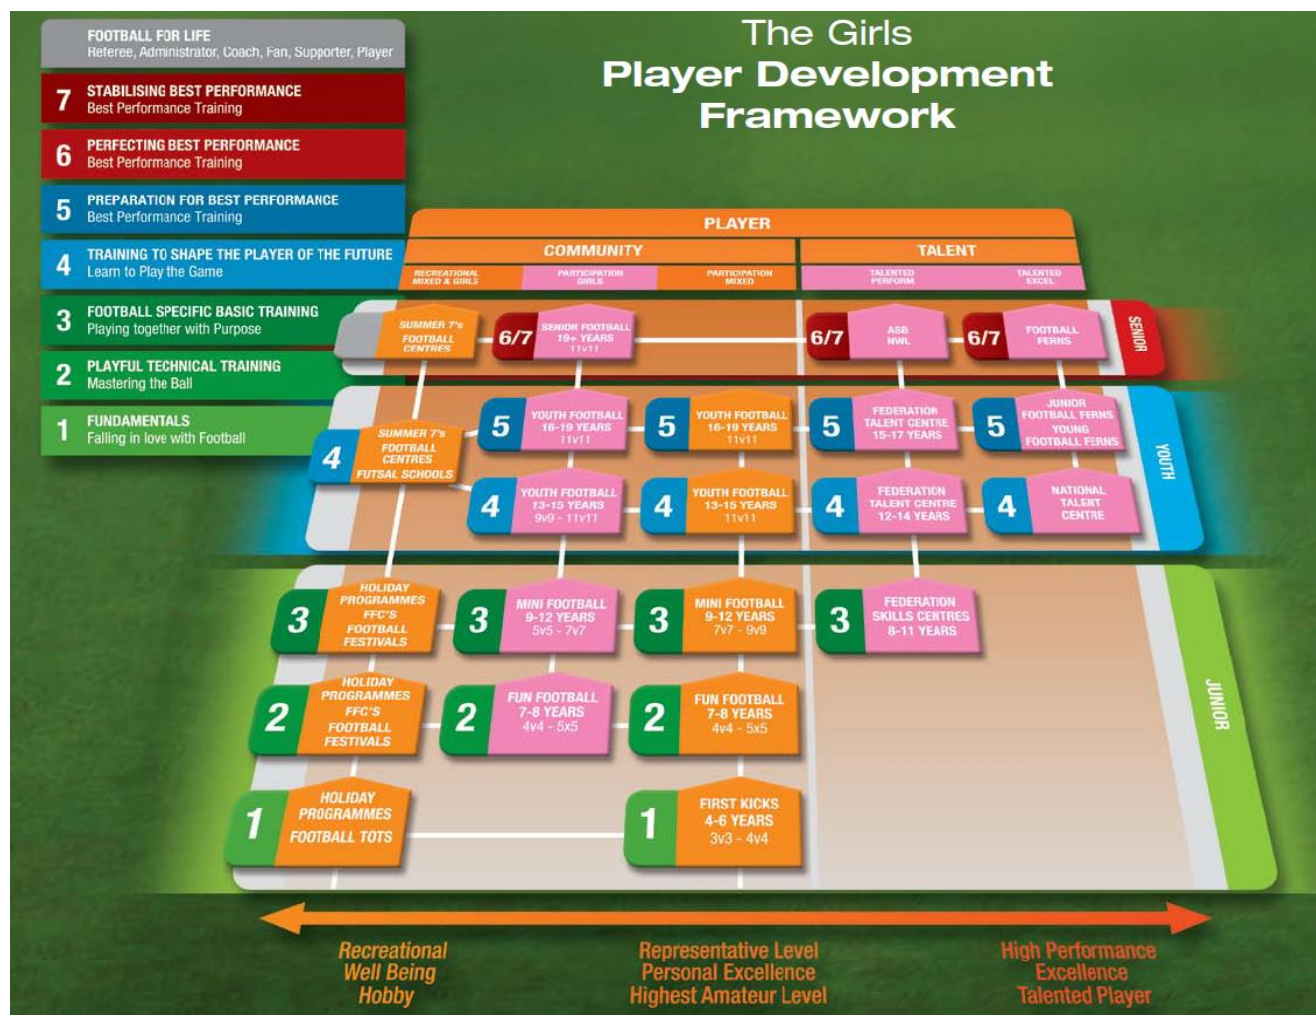 The Girls
Player Development
Framework
FOOTBALL FOR LIFE
Referee, Administrator, Coach, Fan, Supporter, Player
7
STABILISING BEST PERFORMANCE
Best Performance Training
6
PERFECTING BEST PERFORMANCE
Best Performance Training
5
PREPARATION FOR BEST PERFORMANCE
Best Performance Training
4
TRAINING TO SHAPE THE PLAYER OF THE FUTURE
Learn to Play the Game
3
FOOTBALL SPECIFIC BASIC TRAINING
Playing together with Purpose
2
PLAYFUL TECHNICAL TRAINING
Mastering the Ball
1
FUNDAMENTALS
Falling in love with Football
PLAYER
COMMUNITY
TALENT
RECREATIONAL
MIXED & GIRLS
PARTICIPATION
GIRLS
PARTICIPATION
MIXED
TALENTED
PERFORM
TALENTED
EXCEL
SUMMER 7's
FOOTBALL
CENTRES
6/7
SENIOR FOOTBALL
19+ YEARS
11v11
6/7
ASB
NWL
6/7
FOOTBALL
FERNS
SENIOR
4
SUMMER 7's
FOOTBALL
CENTRES
FUTSAL SCHOOLS
5
YOUTH FOOTBALL
16-19 YEARS
11v11
5
YOUTH FOOTBALL
16-19 YEARS
11v11
5
FEDERATION
TALENT CENTRE
15-17 YEARS
5
JUNIOR
FOOTBALL FERNS
YOUNG
FOOTBALL FERNS
4
YOUTH FOOTBALL
13-15 YEARS
9v9 - 11v11
4
YOUTH FOOTBALL
13-15 YEARS
11v11
4
FEDERATION
TALENT CENTRE
12-14 YEARS
4
NATIONAL
TALENT
CENTRE
YOUTH
3
HOLIDAY
PROGRAMMES
FFC'S
FOOTBALL
FESTIVALS
3
MINI FOOTBALL
9-12 YEARS
5v5 - 7v7
3
MINI FOOTBALL
9-12 YEARS
7v7 - 9v9
3
FEDERATION
SKILLS CENTRES
8-11 YEARS
2
HOLIDAY
PROGRAMMES
FFC'S
FOOTBALL
FESTIVALS
2
FUN FOOTBALL
7-8 YEARS
4v4 - 5x5
2
FUN FOOTBALL
7-8 YEARS
4v4 - 5x5
1
HOLIDAY
PROGRAMMES
FOOTBALL TOTS
1
FIRST KICKS
4-6 YEARS
3v3 - 4v4
JUNIOR
Recreational
Well Being
Hobby
Representative Level
Personal Excellence
Highest Amateur Level
High Performance
Excellence
Talented Player